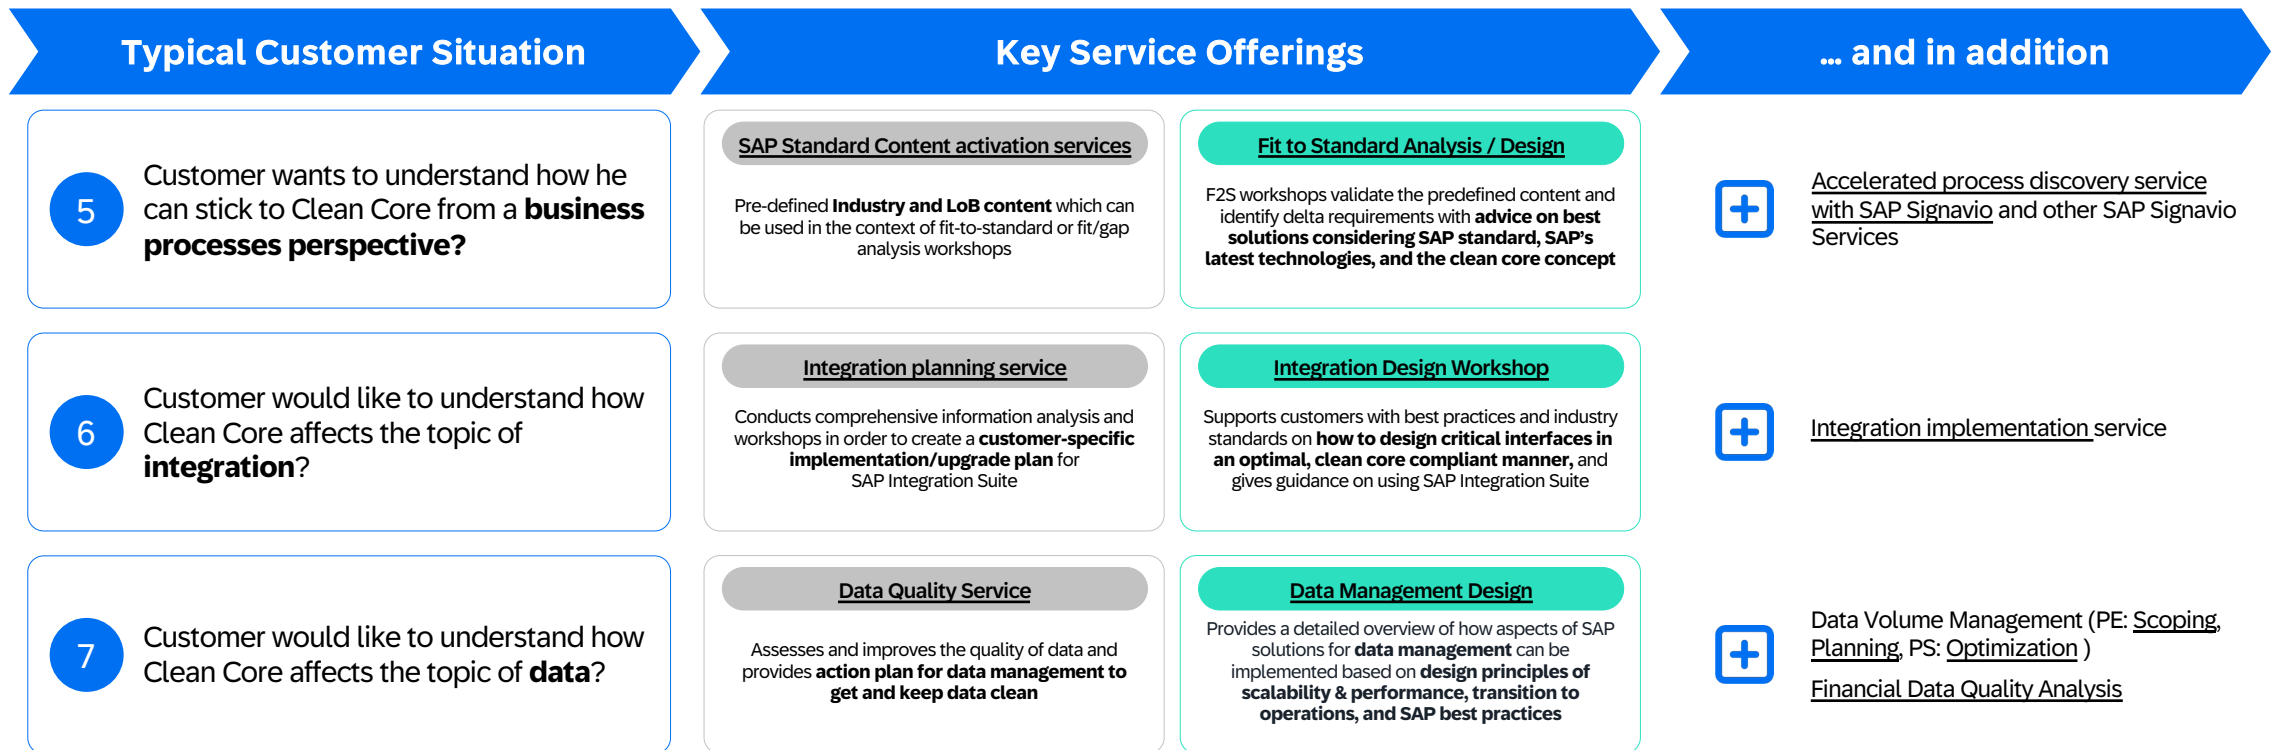 Typical Customer Situation
Key Service Offerings
... and in addition
5
Customer wants to understand how he
can stick to Clean Core from a business
processes perspective?
SAP Standard Content activation services
Pre-defined Industry and LoB content which can
be used in the context of fit-to-standard or fit/gap
analysis workshops
Fit to Standard Analysis / Design
F2S workshops validate the predefined content and
identify delta requirements with advice on best
solutions considering SAP standard, SAP's
latest technologies, and the clean core concept
Accelerated process discovery service
with SAP Signavio and other SAP Signavio
Services
6
Customer would like to understand how
Clean Core affects the topic of
integration?
Integration planning service
Conducts comprehensive information analysis and
workshops in order to create a customer-specific
implementation/upgrade plan for
SAP Integration Suite
Integration Design Workshop
Supports customers with best practices and industry
standards on how to design critical interfaces in
an optimal, clean core compliant manner, and
gives guidance on using SAP Integration Suite
Integration implementation service
7
Customer would like to understand how
Clean Core affects the topic of data?
Data Quality Service
Assesses and improves the quality of data and
provides action plan for data management to
get and keep data clean
Data Management Design
Provides a detailed overview of how aspects of SAP
solutions for data management can be
implemented based on design principles of
scalability & performance, transition to
operations, and SAP best practices
Data Volume Management (PE: Scoping,
Planning, PS: Optimization )
Financial Data Quality Analysis